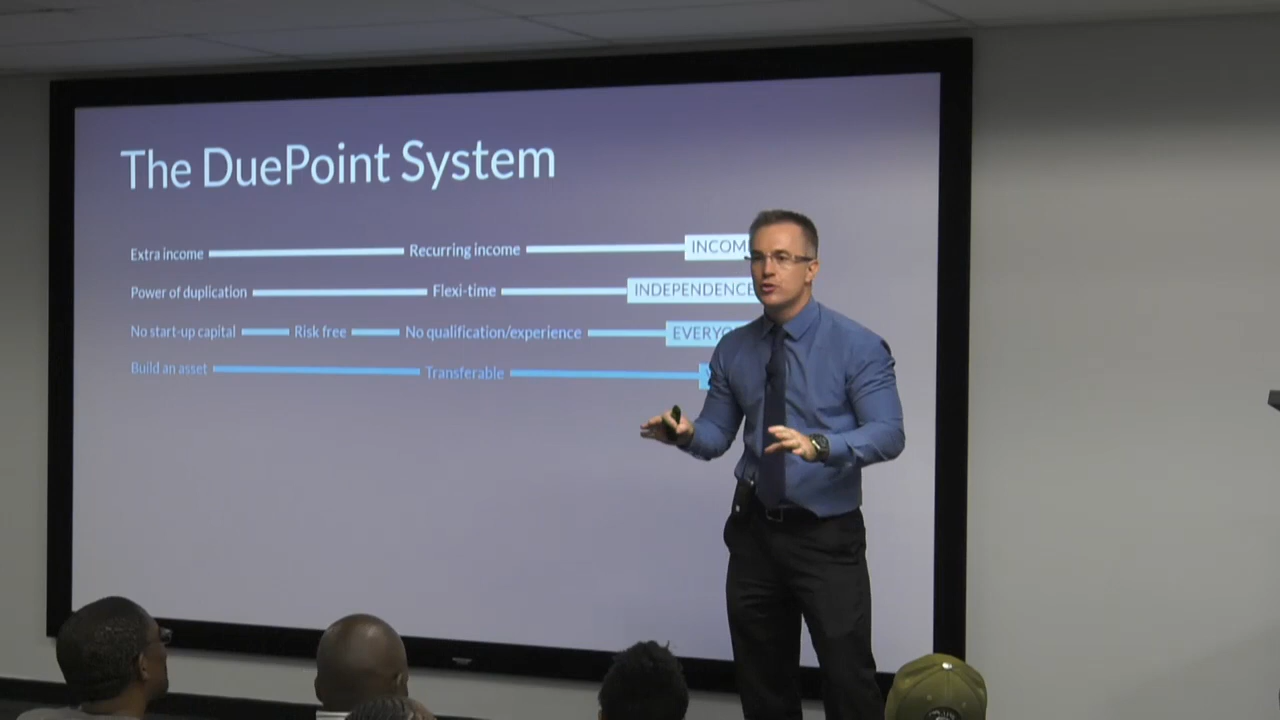 The DuePoint System
Extra income Recurring income INCOM
Power of duplication Flexi-time INDEPENDENCE
No start-up capital Risk free No qualification/experience EVERYO
Build an asset Transferable